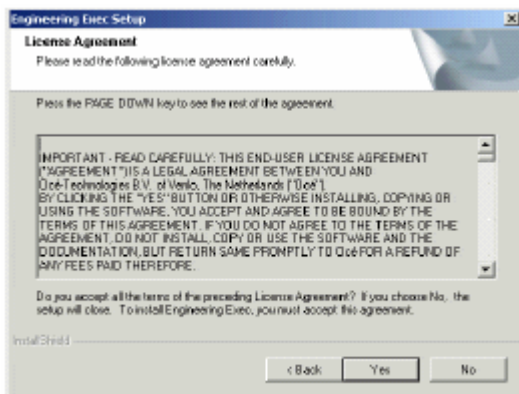 Engineering Exec Setup
License Agreement
Please read the following license agreement carefully.
Press the PAGE DOWN key to see the rest of the agreement.
IMPORTANT - READ CAREFULLY: THIS END-USER LICENSE AGREEMENT
("AGREEMENT") IS A LEGAL AGREEMENT BETWEEN YOU AND
Océ-Technologies B.V. of Venlo, The Netherlands ("Océ").
BY CLICKING THE "YES" BUTTON OR OTHERWISE INSTALLING, COPYING OR
USING THE SOFTWARE, YOU ACCEPT AND AGREE TO BE BOUND BY THE
TERMS OF THIS AGREEMENT. IF YOU DO NOT AGREE TO THE TERMS OF THE
AGREEMENT, DO NOT INSTALL, COPY OR USE THE SOFTWARE AND THE
DOCUMENTATION, BUT RETURN SAME PROMPTLY TO Océ FOR A REFUND OF
ANY FEES PAID THEREFORE.
Do you accept all the terms of the preceding License Agreement? If you choose No, the
setup will close. To install Engineering Exec, you must accept this agreement.
InstallShield
< Back
Yes
No